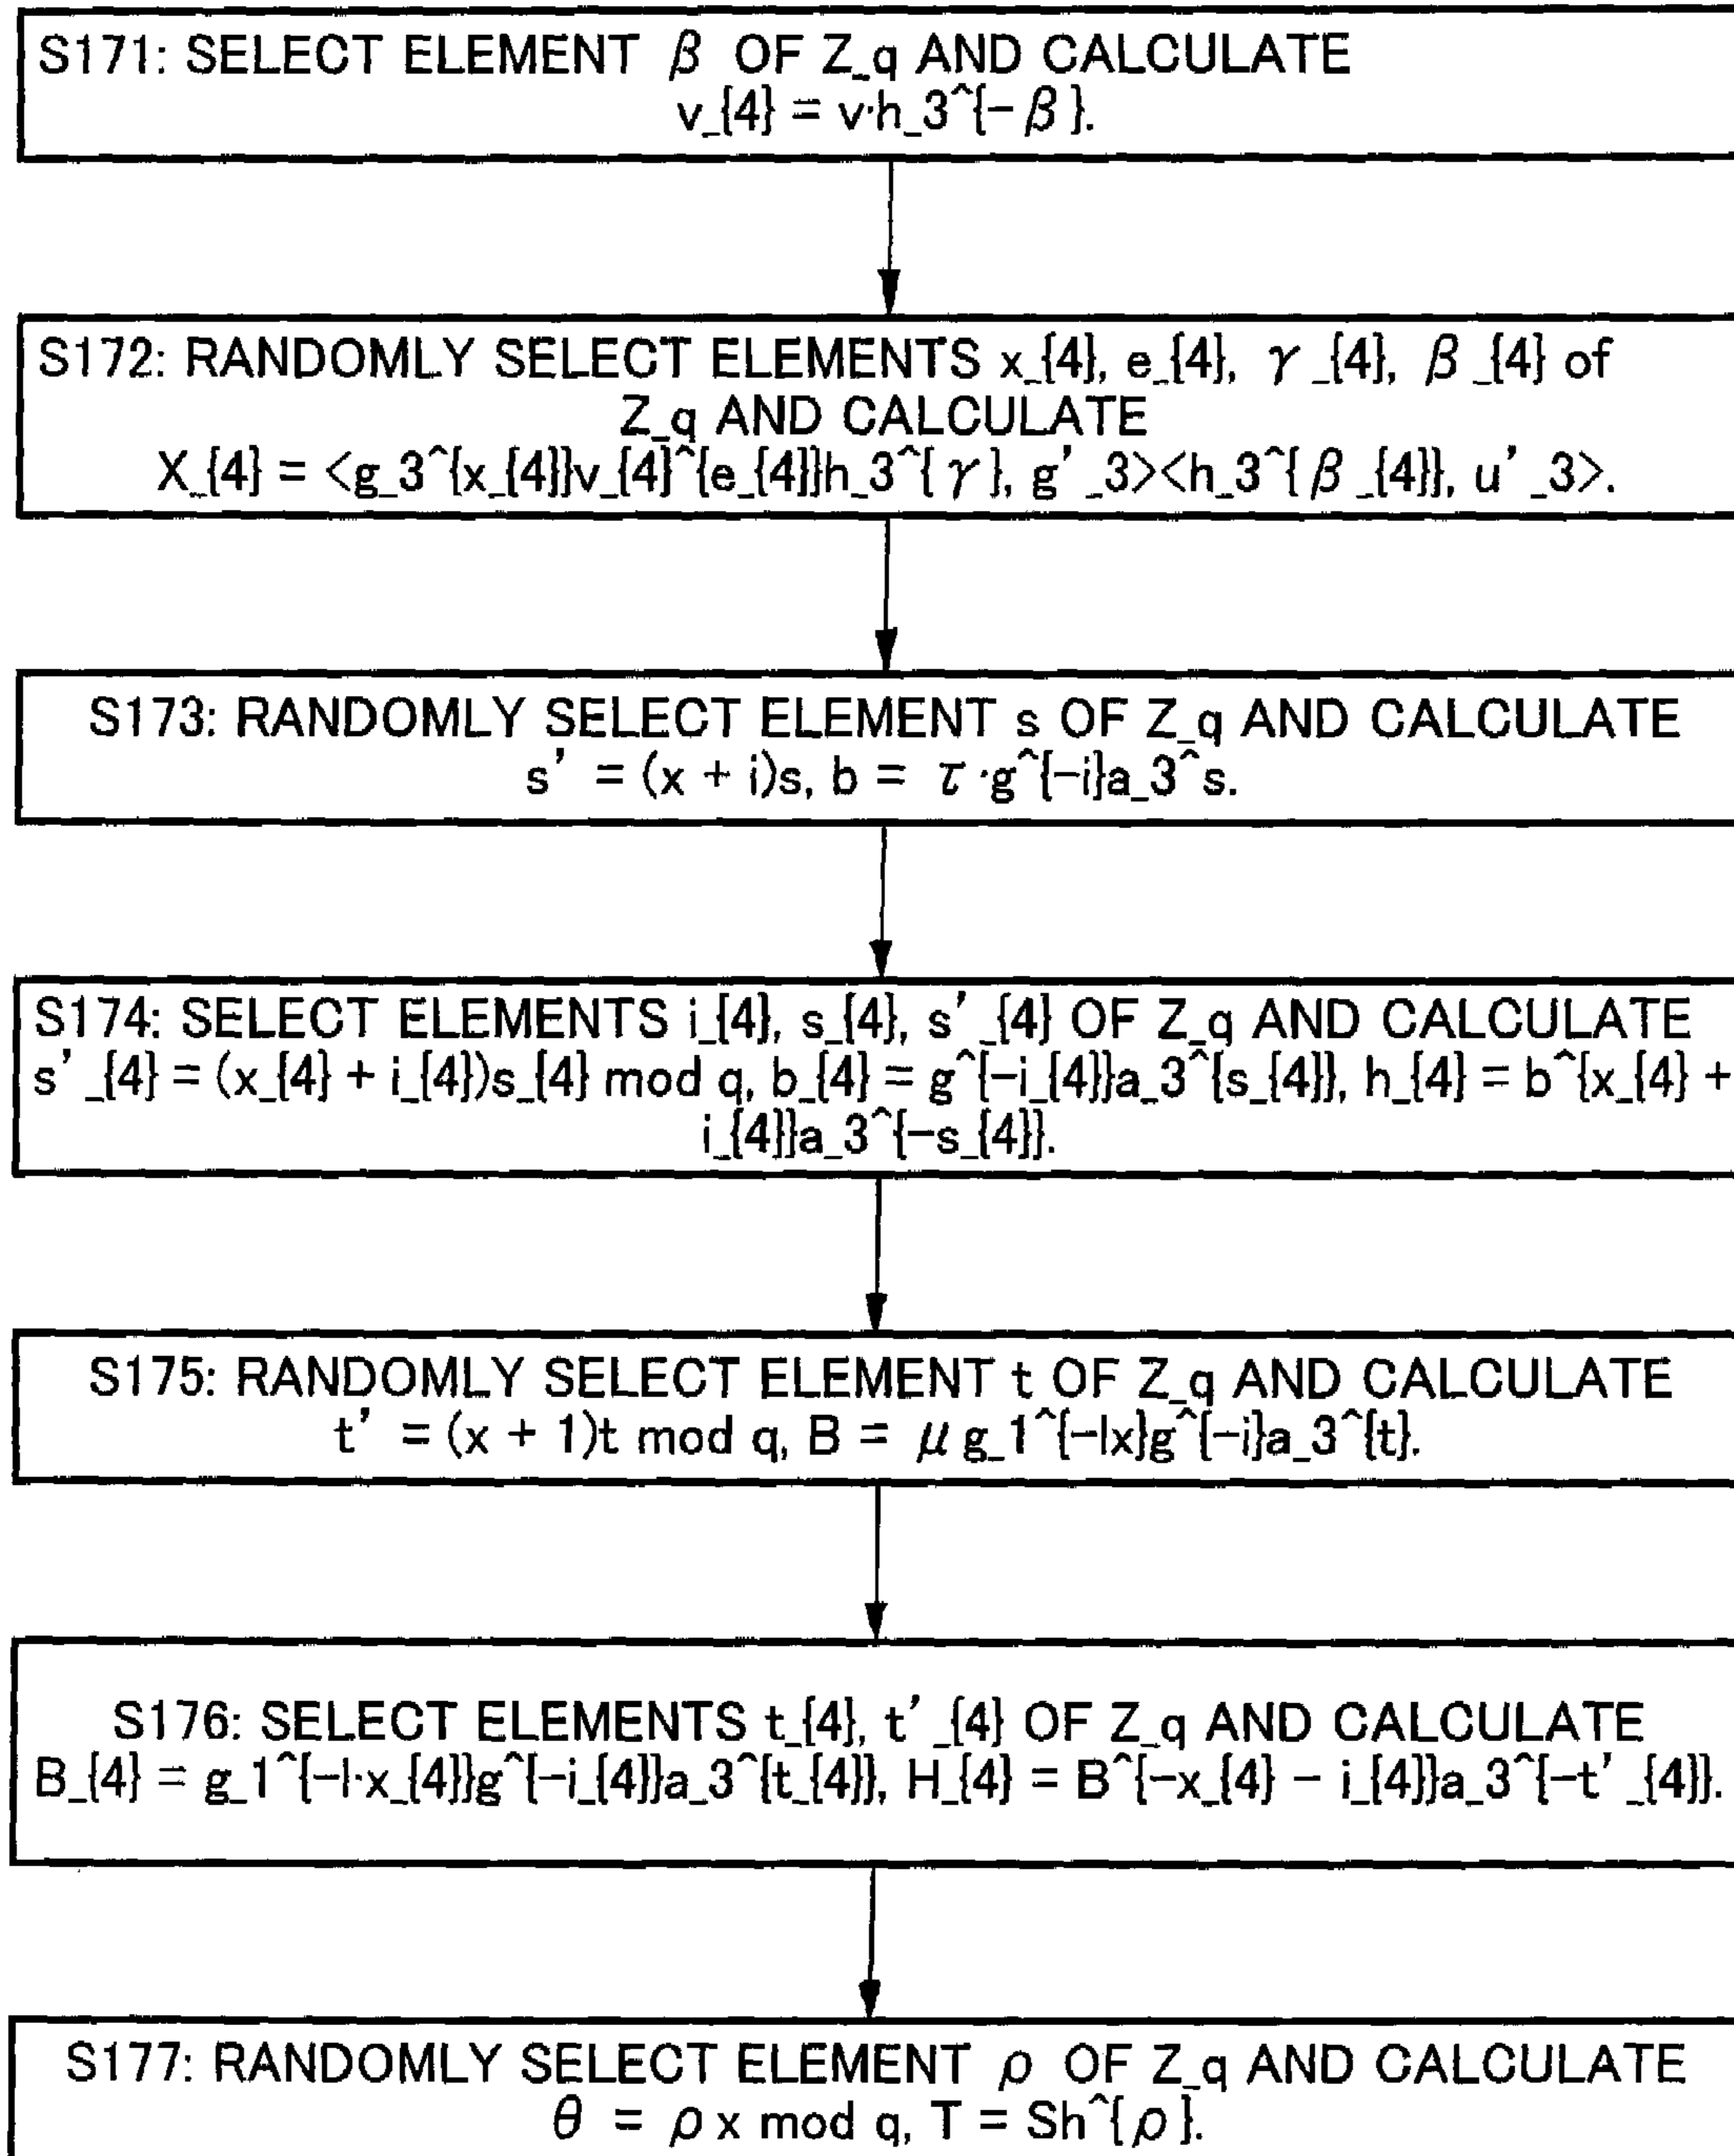 S171: SELECT ELEMENT β OF Z_q AND CALCULATE
v_{4} = v·h_3^{-β}.
S172: RANDOMLY SELECT ELEMENTS x_{4}, e_{4}, γ_{4}, β_{4} of
Z_q AND CALCULATE
X_{4} = <g_3^{x_{4}}v_{4}^{e_{4}}h_3^{γ}, g'_3><h_3^{β_{4}}, u'_3>.
S173: RANDOMLY SELECT ELEMENT s OF Z_q AND CALCULATE
s' = (x + i)s, b = τ·g^{-i}a_3^s.
S174: SELECT ELEMENTS i_{4}, s_{4}, s'_{4} OF Z_q AND CALCULATE
s'_{4} = (x_{4} + i_{4})s_{4} mod q, b_{4} = g^{-i_{4}}a_3^{s_{4}}, h_{4} = b^{x_{4} +
i_{4}}a_3^{-s_{4}}.
S175: RANDOMLY SELECT ELEMENT t OF Z_q AND CALCULATE
t' = (x + 1)t mod q, B = μg_1^{-lx}g^{-i}a_3^{t}.
S176: SELECT ELEMENTS t_{4}, t'_{4} OF Z_q AND CALCULATE
B_{4} = g_1^{-l·x_{4}}g^{-i_{4}}a_3^{t_{4}}, H_{4} = B^{-x_{4} - i_{4}}a_3^{-t'_{4}}.
S177: RANDOMLY SELECT ELEMENT ρ OF Z_q AND CALCULATE
θ = ρx mod q, T = Sh^{ρ}.